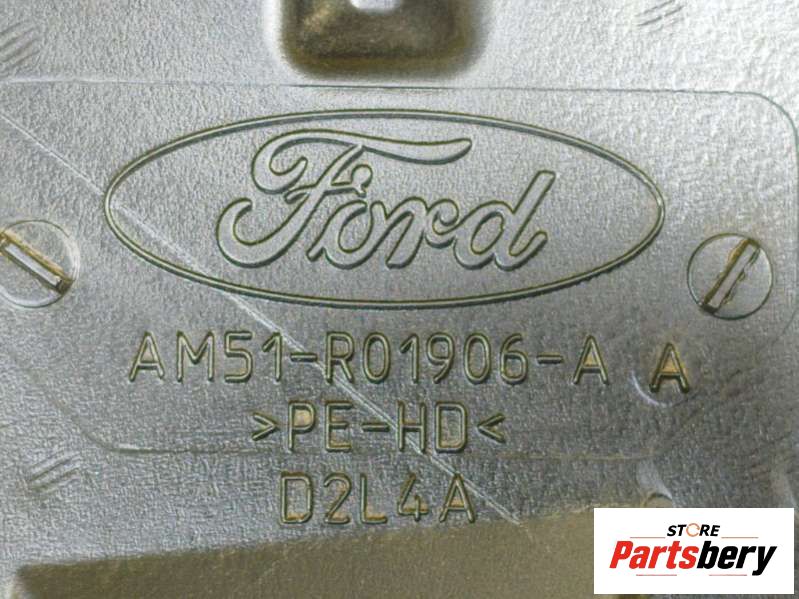 Ford
AM51-R01906-A A
>PE-HD<
D2L4A
STORE
Partsbery